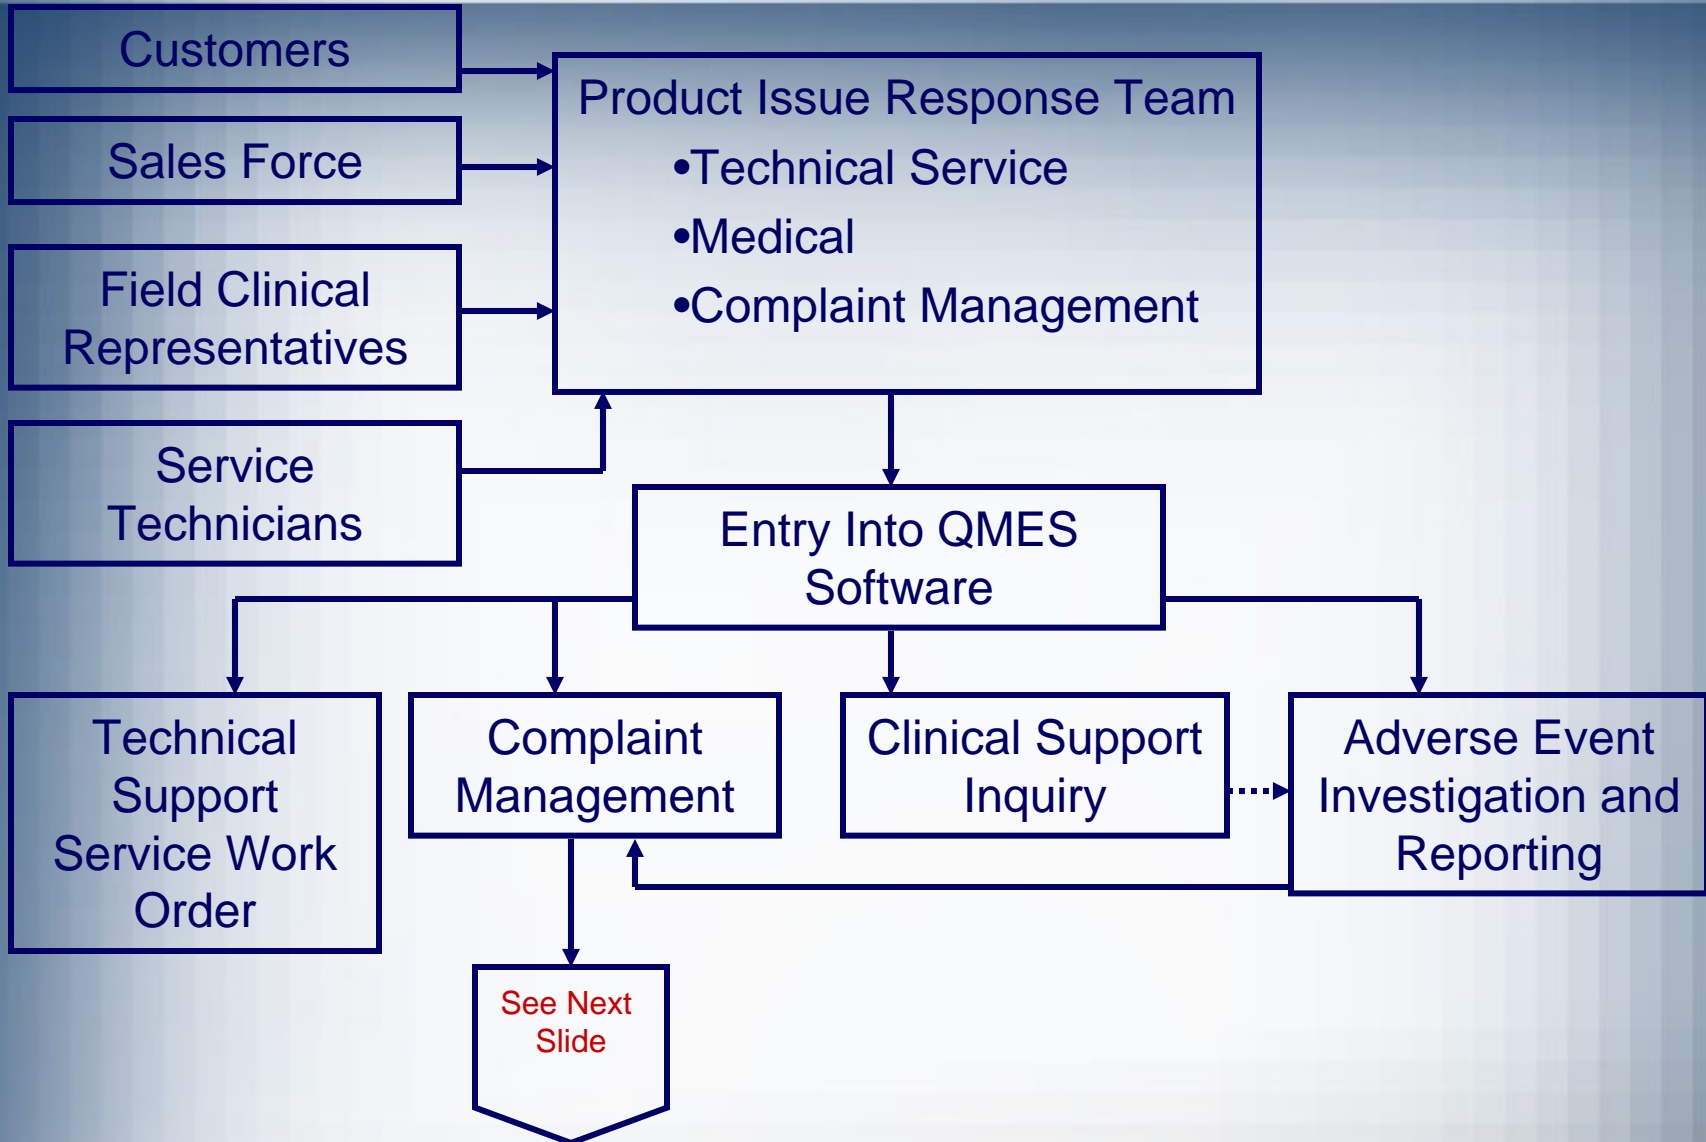 Customers
Sales Force
Field Clinical
Representatives
Service
Technicians
Product Issue Response Team
•Technical Service
•Medical
•Complaint Management
Entry Into QMES
Software
Technical
Support
Service Work
Order
Complaint
Management
Clinical Support
Inquiry
Adverse Event
Investigation and
Reporting
See Next
Slide